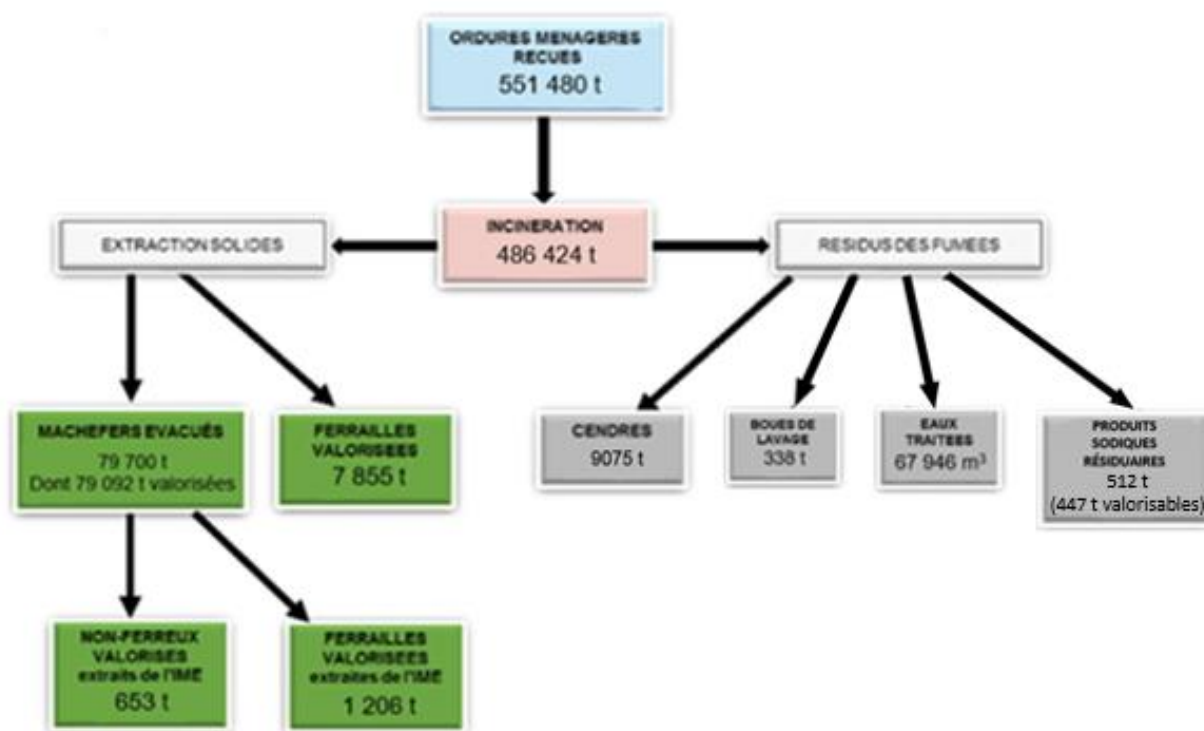 ORDURES MENAGERES
RECUES
551 480 t
INCINERATION
486 424 t
EXTRACTION SOLIDES
RESIDUS DES FUMEES
MACHEFERS EVACUÉS
79 700 t
Dont 79 092 t valorisées
FERRAILLES
VALORISEES
7 855 t
CENDRES
9075 t
BOUES DE
LAVAGE
338 t
EAUX
TRAITEES
67 946 m³
PRODUITS
SODIQUES
RÉSIDUAIRES
512 t
(447 t valorisables)
NON-FERREUX
VALORISES
extraits de l'IME
653 t
FERRAILLES
VALORISEES
extraites de l'IME
1 206 t